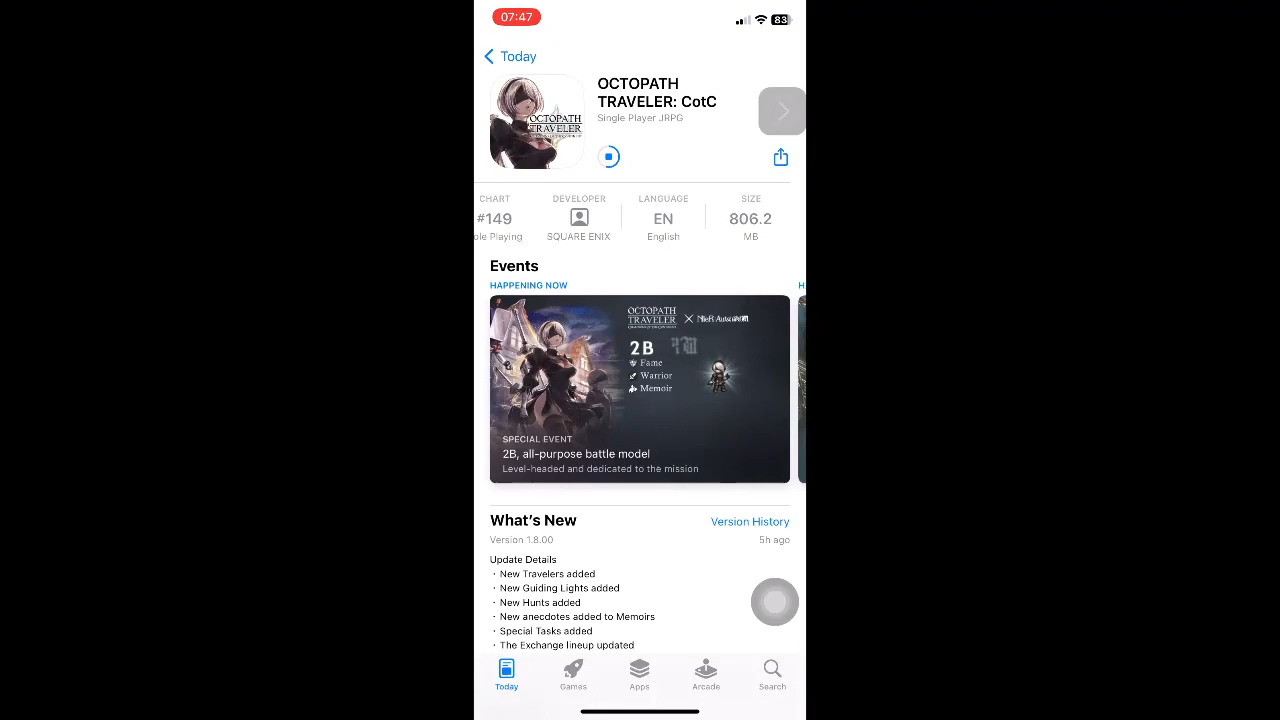 07:47
83
Today
OCTOPATH
TRAVELER: CotC
Single Player JRPG
OCTOPATH
TRAVELER
CHART
#149
ole Playing
DEVELOPER
SQUARE ENIX
LANGUAGE
EN
English
SIZE
806.2
MB
Events
HAPPENING NOW
H
OCTOPATH
TRAVELER
2B
Fame
Warrior
Memoir
SPECIAL EVENT
2B, all-purpose battle model
Level-headed and dedicated to the mission
What's New
Version History
Version 1.8.00
5h ago
Update Details
・New Travelers added
・New Guiding Lights added
・New Hunts added
・New anecdotes added to Memoirs
・Special Tasks added
・The Exchange lineup updated
Today
Games
Apps
Arcade
Search